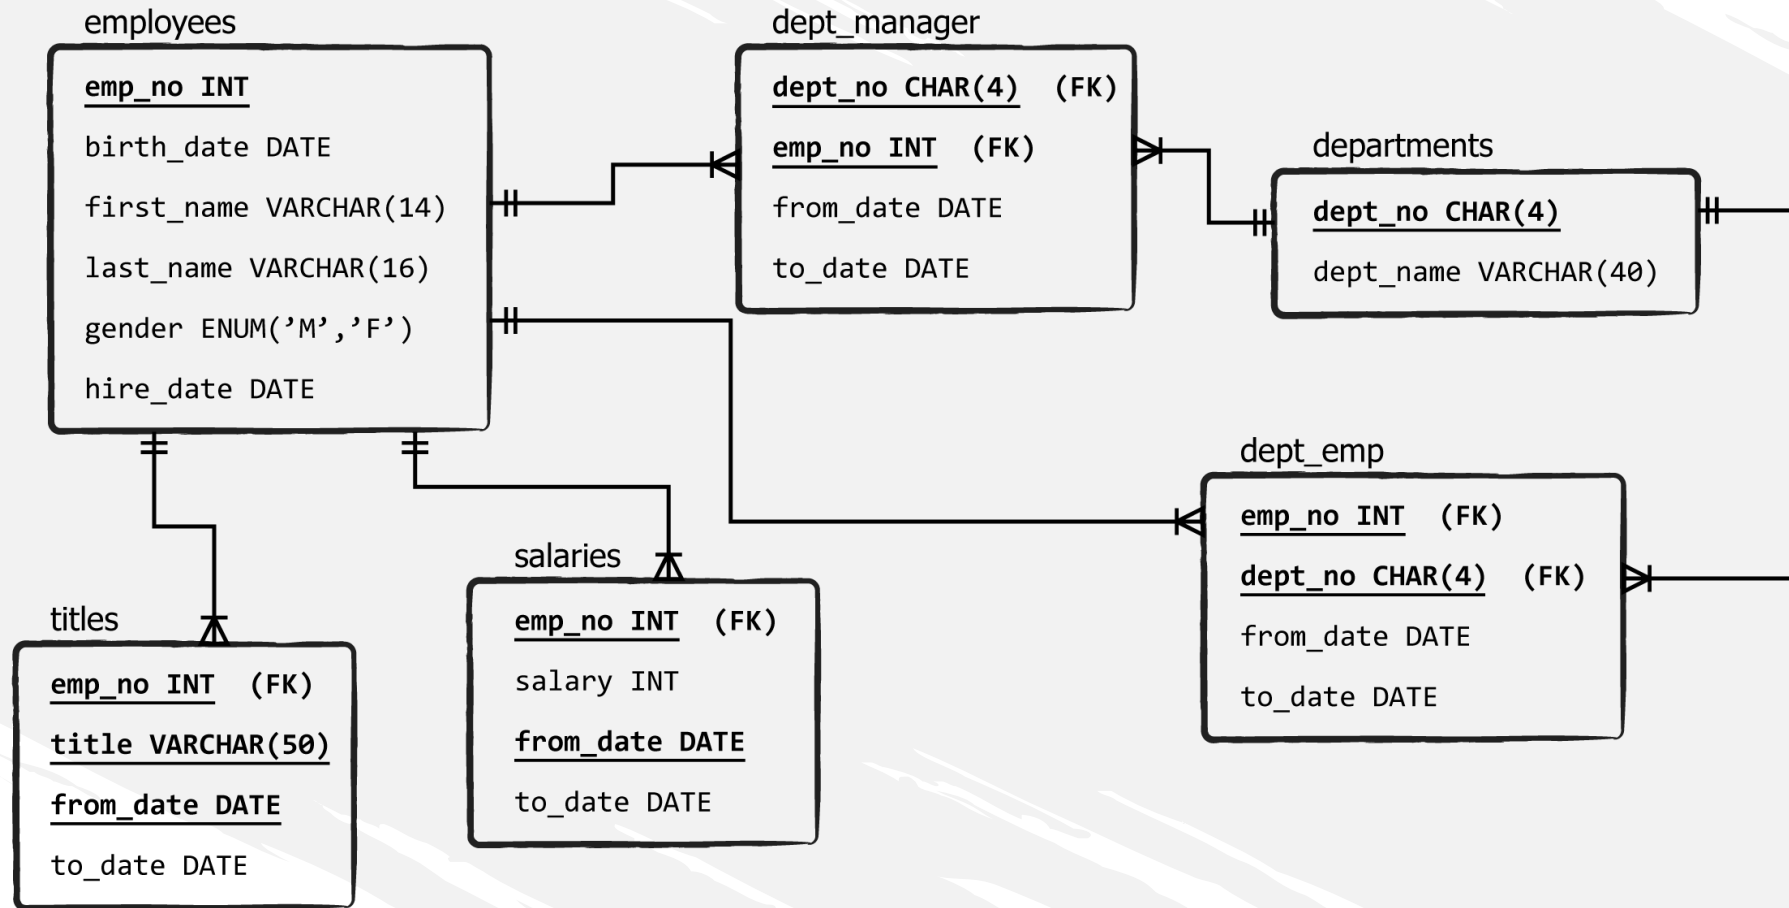 employees
emp_no INT
birth_date DATE
first_name VARCHAR(14)
last_name VARCHAR(16)
gender ENUM(’M’,’F’)
hire_date DATE
dept_manager
dept_no CHAR(4) (FK)
emp_no INT (FK)
from_date DATE
to_date DATE
departments
dept_no CHAR(4)
dept_name VARCHAR(40)
dept_emp
emp_no INT (FK)
dept_no CHAR(4) (FK)
from_date DATE
to_date DATE
salaries
emp_no INT (FK)
salary INT
from_date DATE
to_date DATE
titles
emp_no INT (FK)
title VARCHAR(50)
from_date DATE
to_date DATE